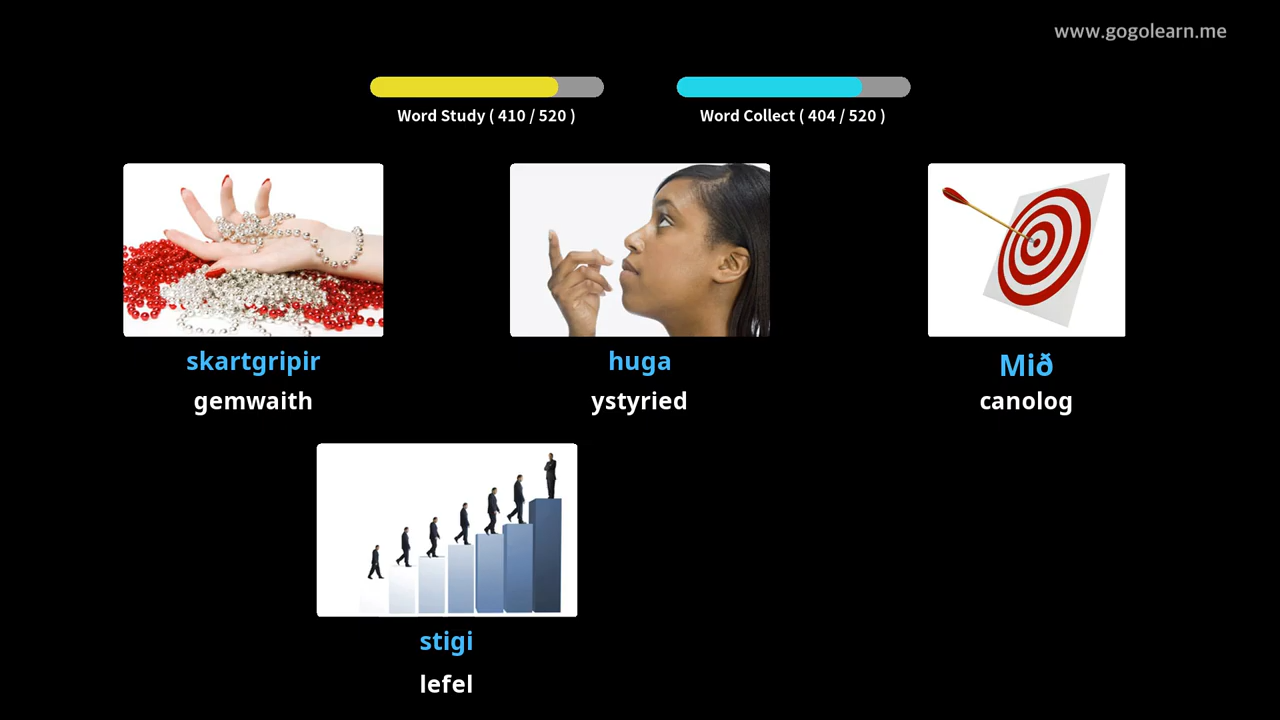 www.gogolearn.me
Word Study ( 410 / 520 )
Word Collect ( 404 / 520 )
skartgripir
gemwaith
huga
ystyried
Mið
canolog
stigi
lefel